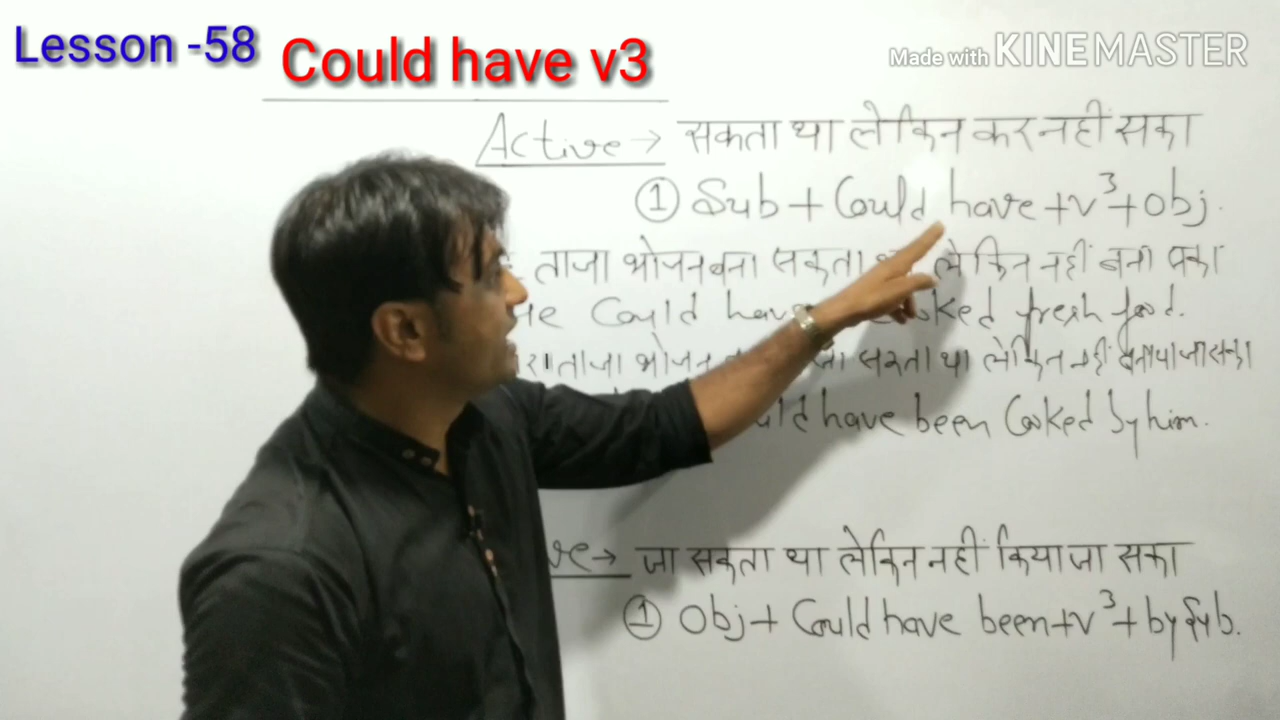 Lesson -58
Could have v3
Made with KINEMASTER
Active → सकता था लेकिन कर नहीं सका
① Sub + Could have + v³ + obj.
ताजा भोजन बना सकता लेकिन नहीं बना सका
Could have fresh food.
ताजा भोजन सकता था लेकिन नहीं बनाया जा सका
have been Cooked by him.
→ जा सकता था लेकिन नहीं किया जा सका
① Obj + Could have been + v³ + by Sub.